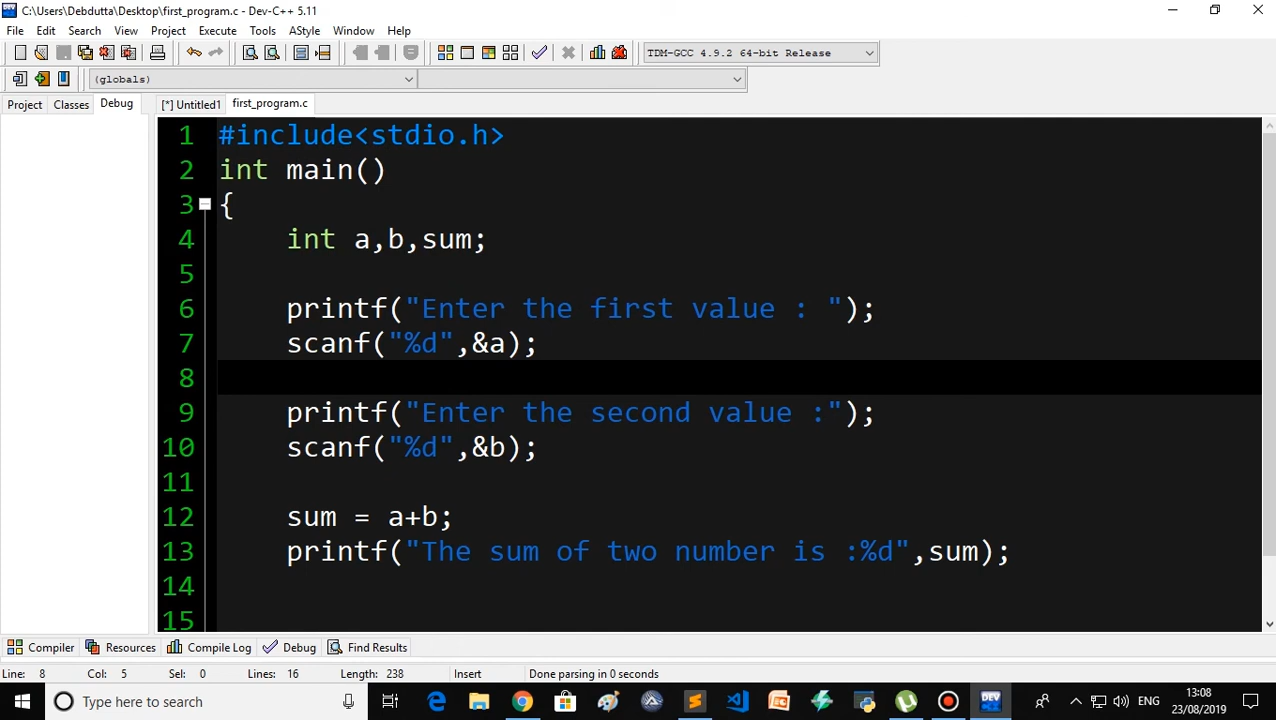 C:\Users\Debdutta\Desktop\first_program.c - Dev-C++ 5.11
File Edit Search View Project Execute Tools AStyle Window Help
TDM-GCC 4.9.2 64-bit Release
(globals)
Project Classes Debug [*] Untitled1 first_program.c
1 #include<stdio.h>
2 int main()
3 {
4 int a,b,sum;
5
6 printf("Enter the first value : ");
7 scanf("%d",&a);
8
9 printf("Enter the second value :");
10 scanf("%d",&b);
11
12 sum = a+b;
13 printf("The sum of two number is :%d",sum);
14
15
Compiler Resources Compile Log Debug Find Results
Line: 8 Col: 5 Sel: 0 Lines: 16 Length: 238 Insert Done parsing in 0 seconds
Type here to search DEV ENG 13:08
23/08/2019